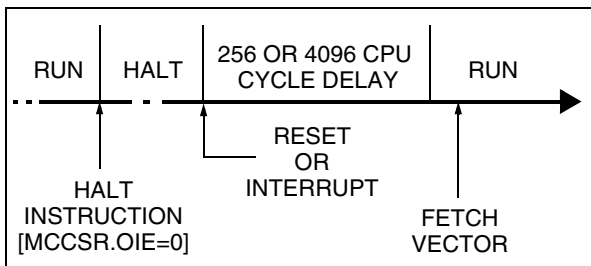 RUN
HALT
256 OR 4096 CPU
CYCLE DELAY
RUN
RESET
OR
INTERRUPT
HALT
INSTRUCTION
[MCCSR.OIE=0]
FETCH
VECTOR